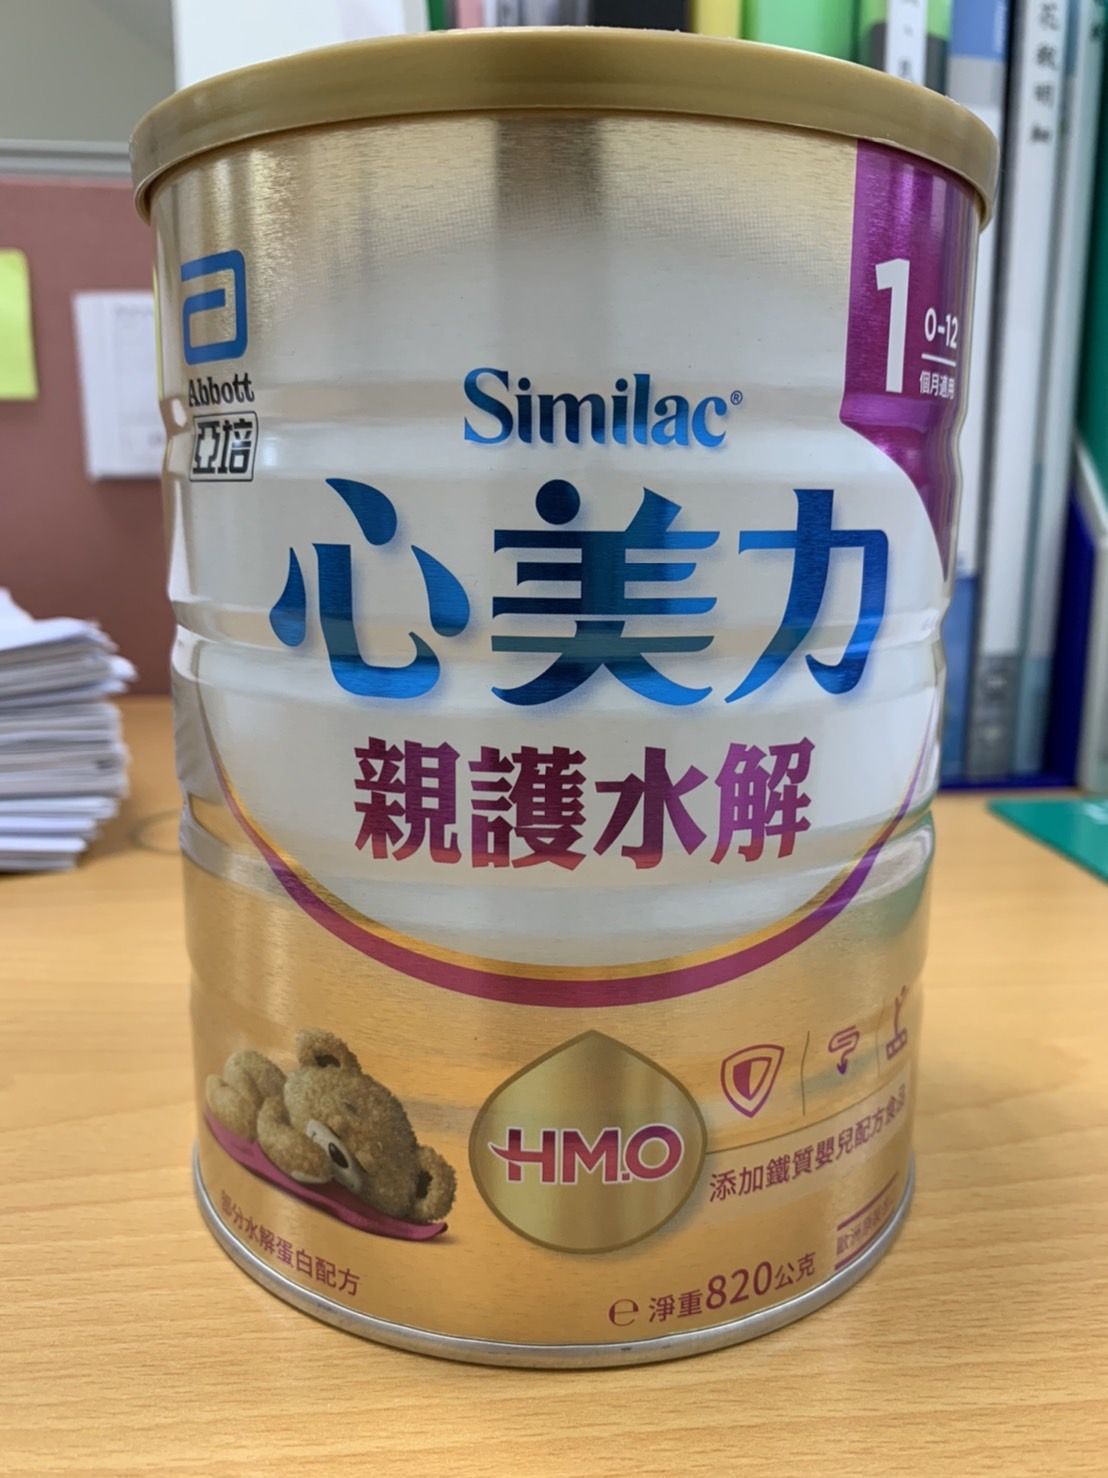 Abbott
亞培
1
0-12
個月適用
Similac®
心美力
親護水解
HMO
添加鐵質嬰兒配方食品
部分水解蛋白配方
℮ 淨重820公克